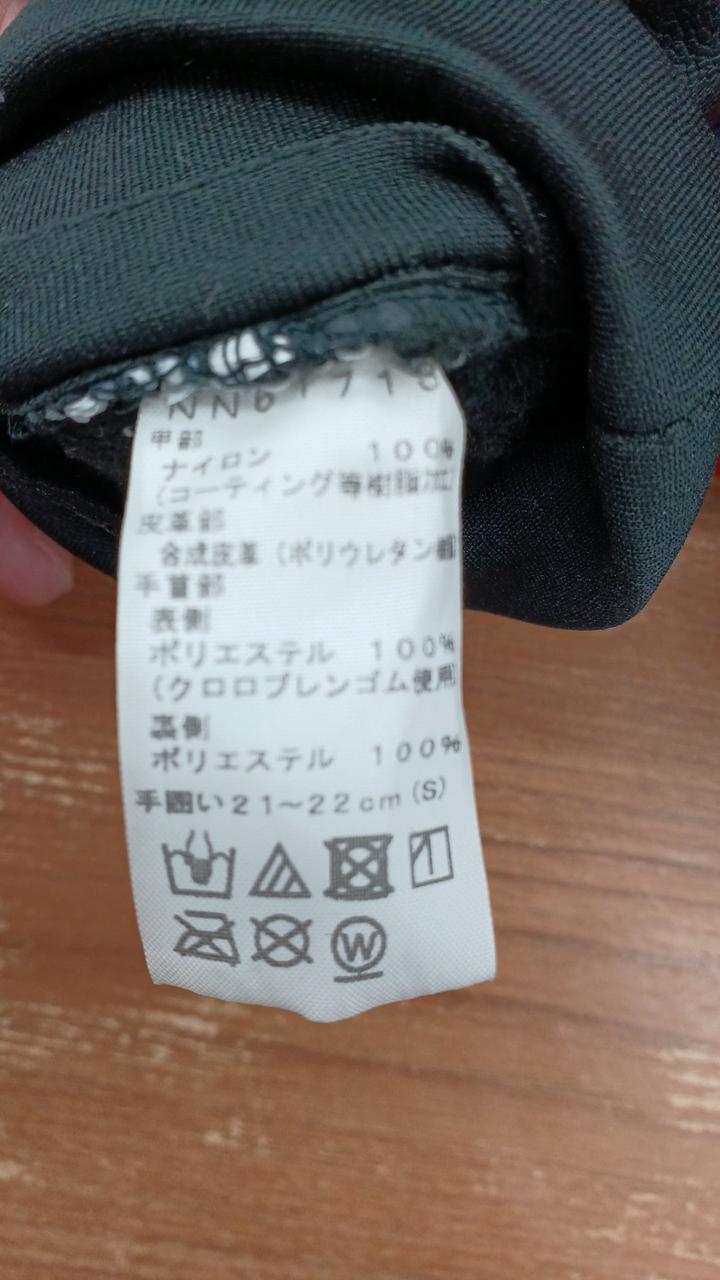 NN61718
甲部
ナイロン 100%
(コーティング等樹脂加工)
皮革部
合成皮革(ポリウレタン
手首部
表側
ポリエステル 100%
(クロロプレンゴム使用
裏側
ポリエステル 100%
手囲い21〜22cm(S)
W